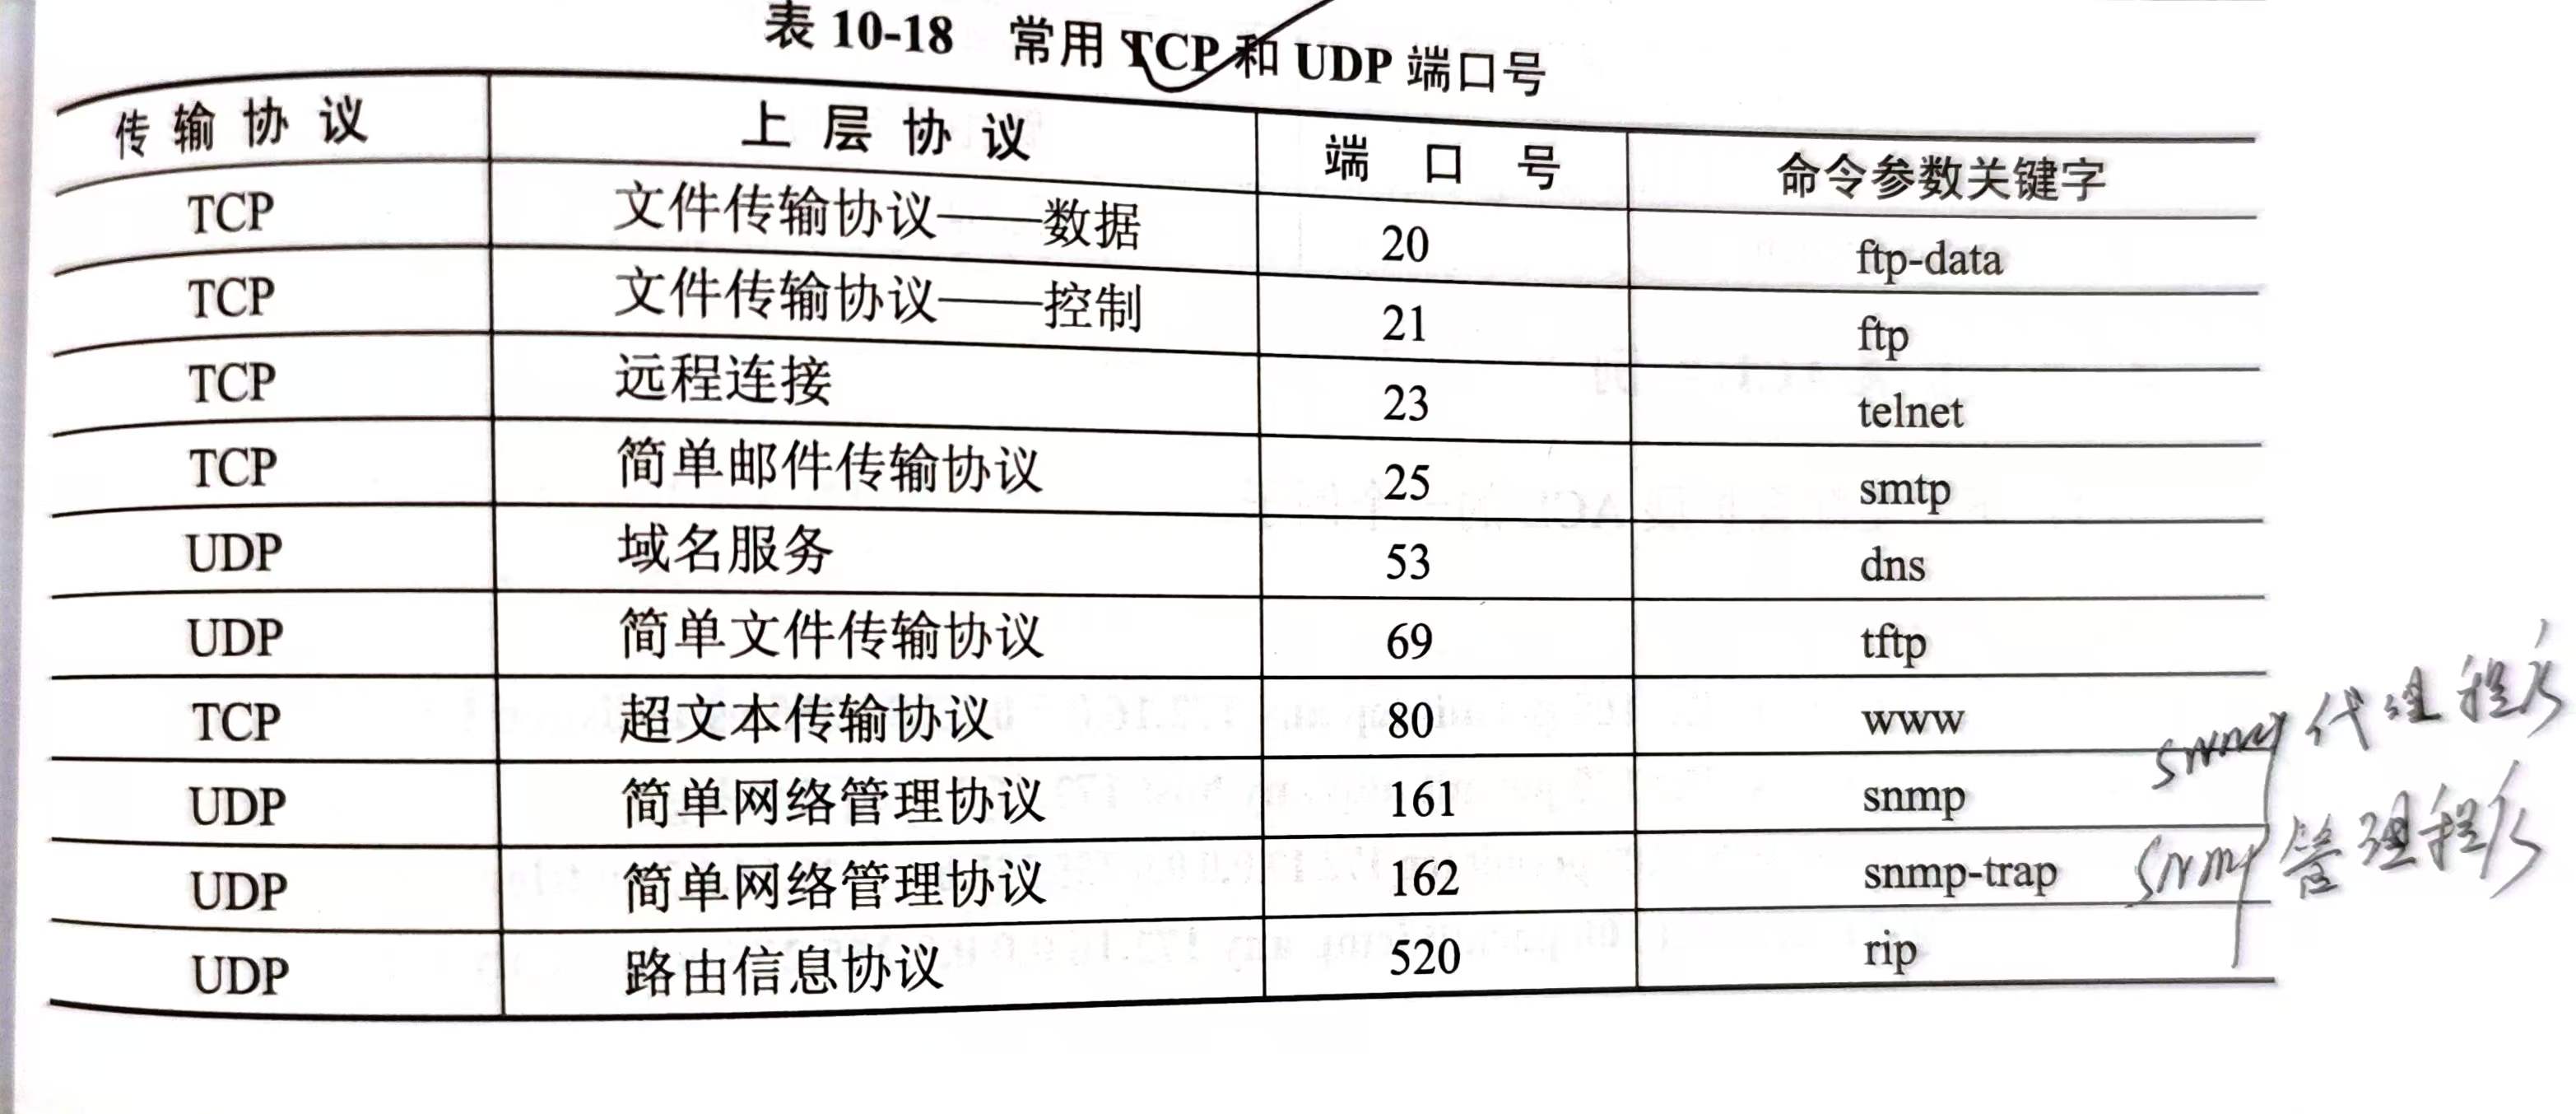 表 10-18 常用 TCP 和 UDP 端口号
传输协议 上层协议 端口号 命令参数关键字
TCP 文件传输协议——数据 20 ftp-data
TCP 文件传输协议——控制 21 ftp
TCP 远程连接 23 telnet
TCP 简单邮件传输协议 25 smtp
UDP 域名服务 53 dns
UDP 简单文件传输协议 69 tftp
TCP 超文本传输协议 80 www
SNMP 代理程序
UDP 简单网络管理协议 161 snmp
UDP 简单网络管理协议 162 snmp-trap
SNMP 管理程序
UDP 路由信息协议 520 rip